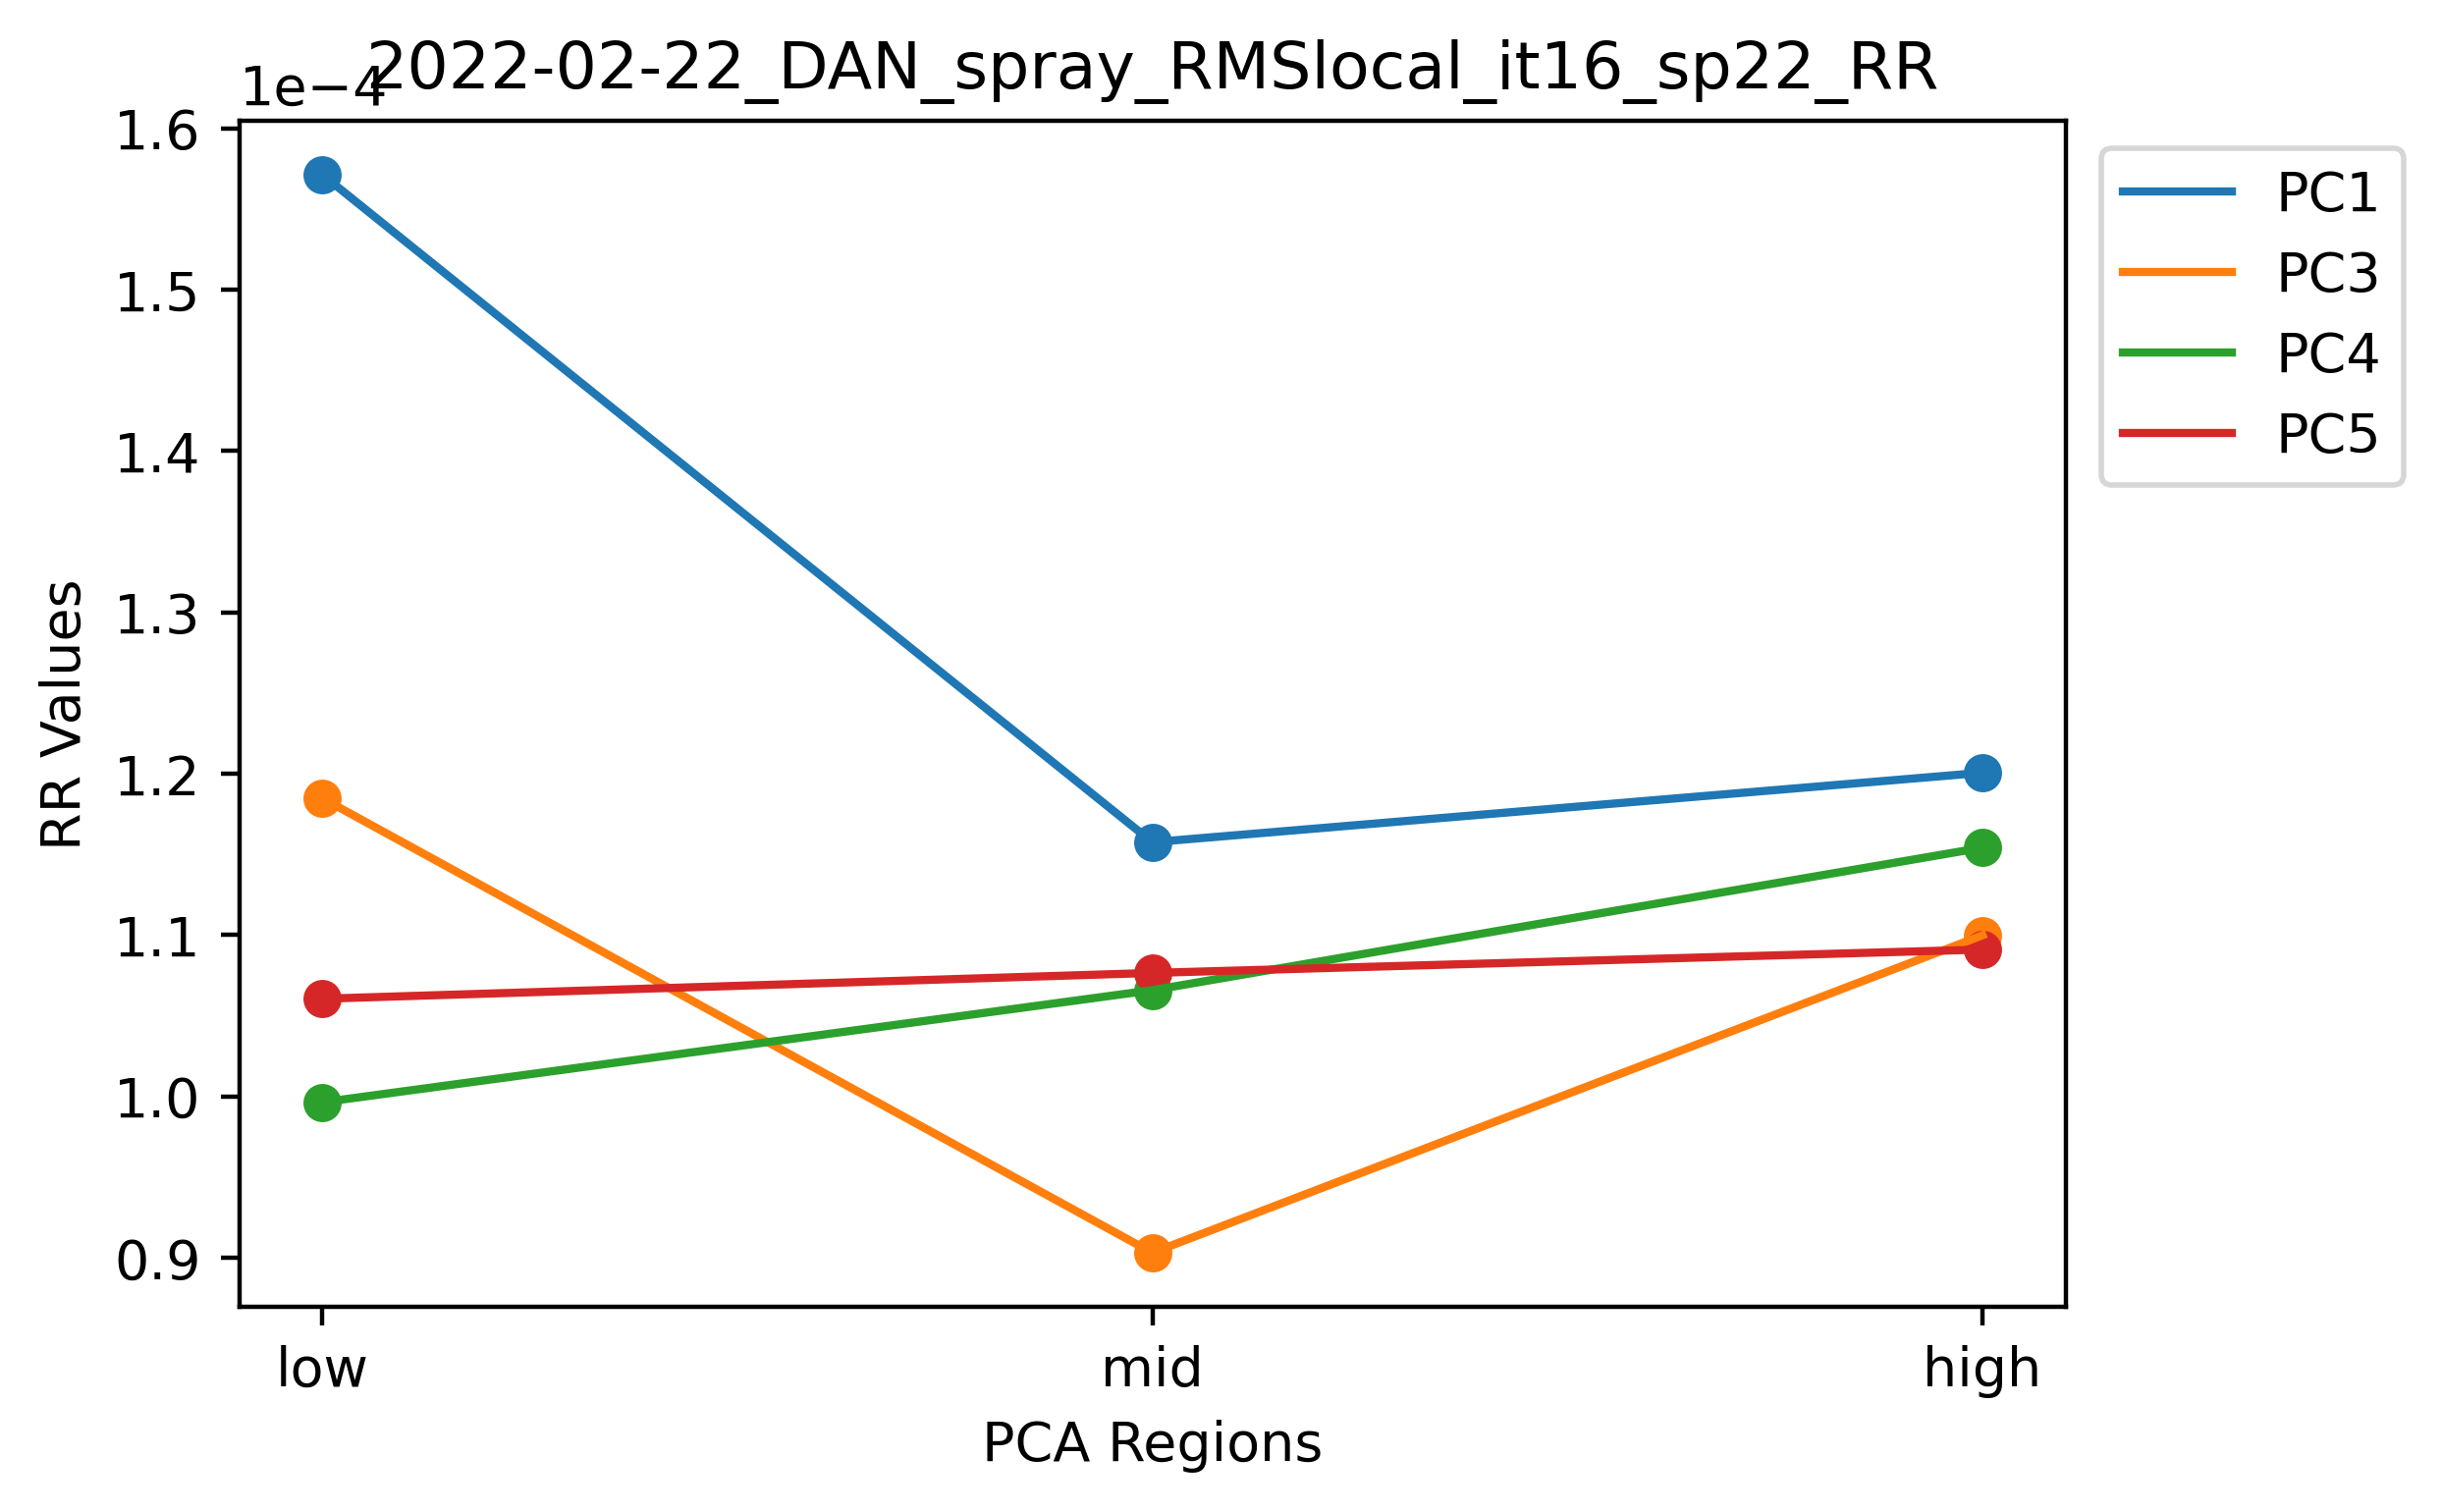 2022-02-22_DAN_spray_RMSlocal_it16_sp22_RR
1e−4
1.6
1.5
1.4
1.3
1.2
1.1
1.0
0.9
RR Values
low
mid
high
PCA Regions
PC1
PC3
PC4
PC5